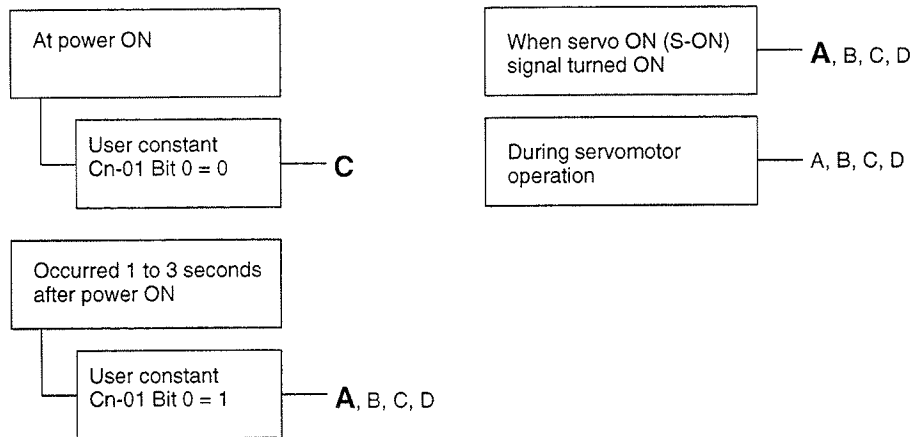 At power ON
User constant
Cn-01 Bit 0 = 0
C
Occurred 1 to 3 seconds
after power ON
User constant
Cn-01 Bit 0 = 1
A, B, C, D
When servo ON (S-ON)
signal turned ON
A, B, C, D
During servomotor
operation
A, B, C, D